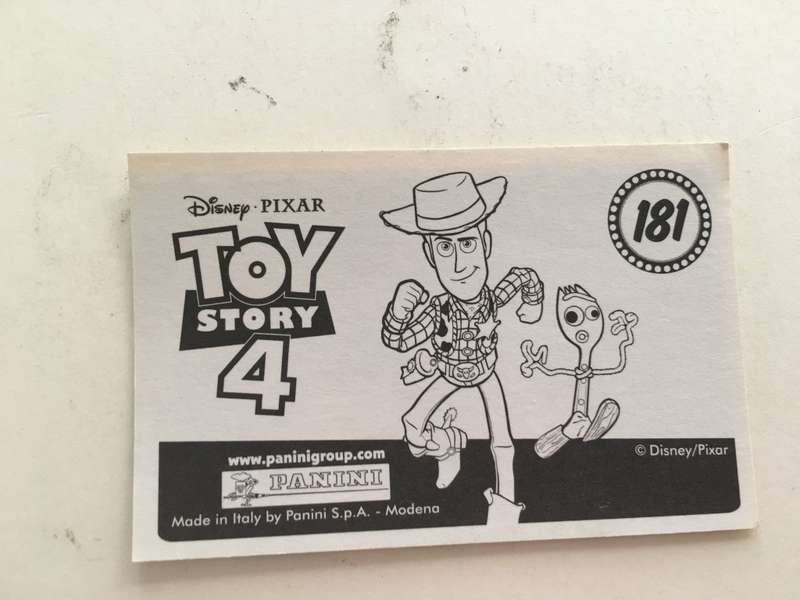 Disney · PIXAR
TOY
STORY
4
181
www.paninigroup.com
PANINI
Made in Italy by Panini S.p.A. - Modena
© Disney/Pixar